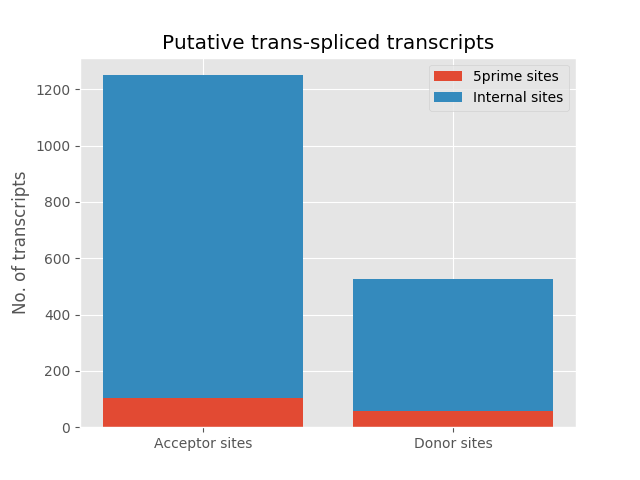 Putative trans-spliced transcripts
5prime sites
Internal sites
No. of transcripts
1200
1000
800
600
400
200
0
Acceptor sites
Donor sites